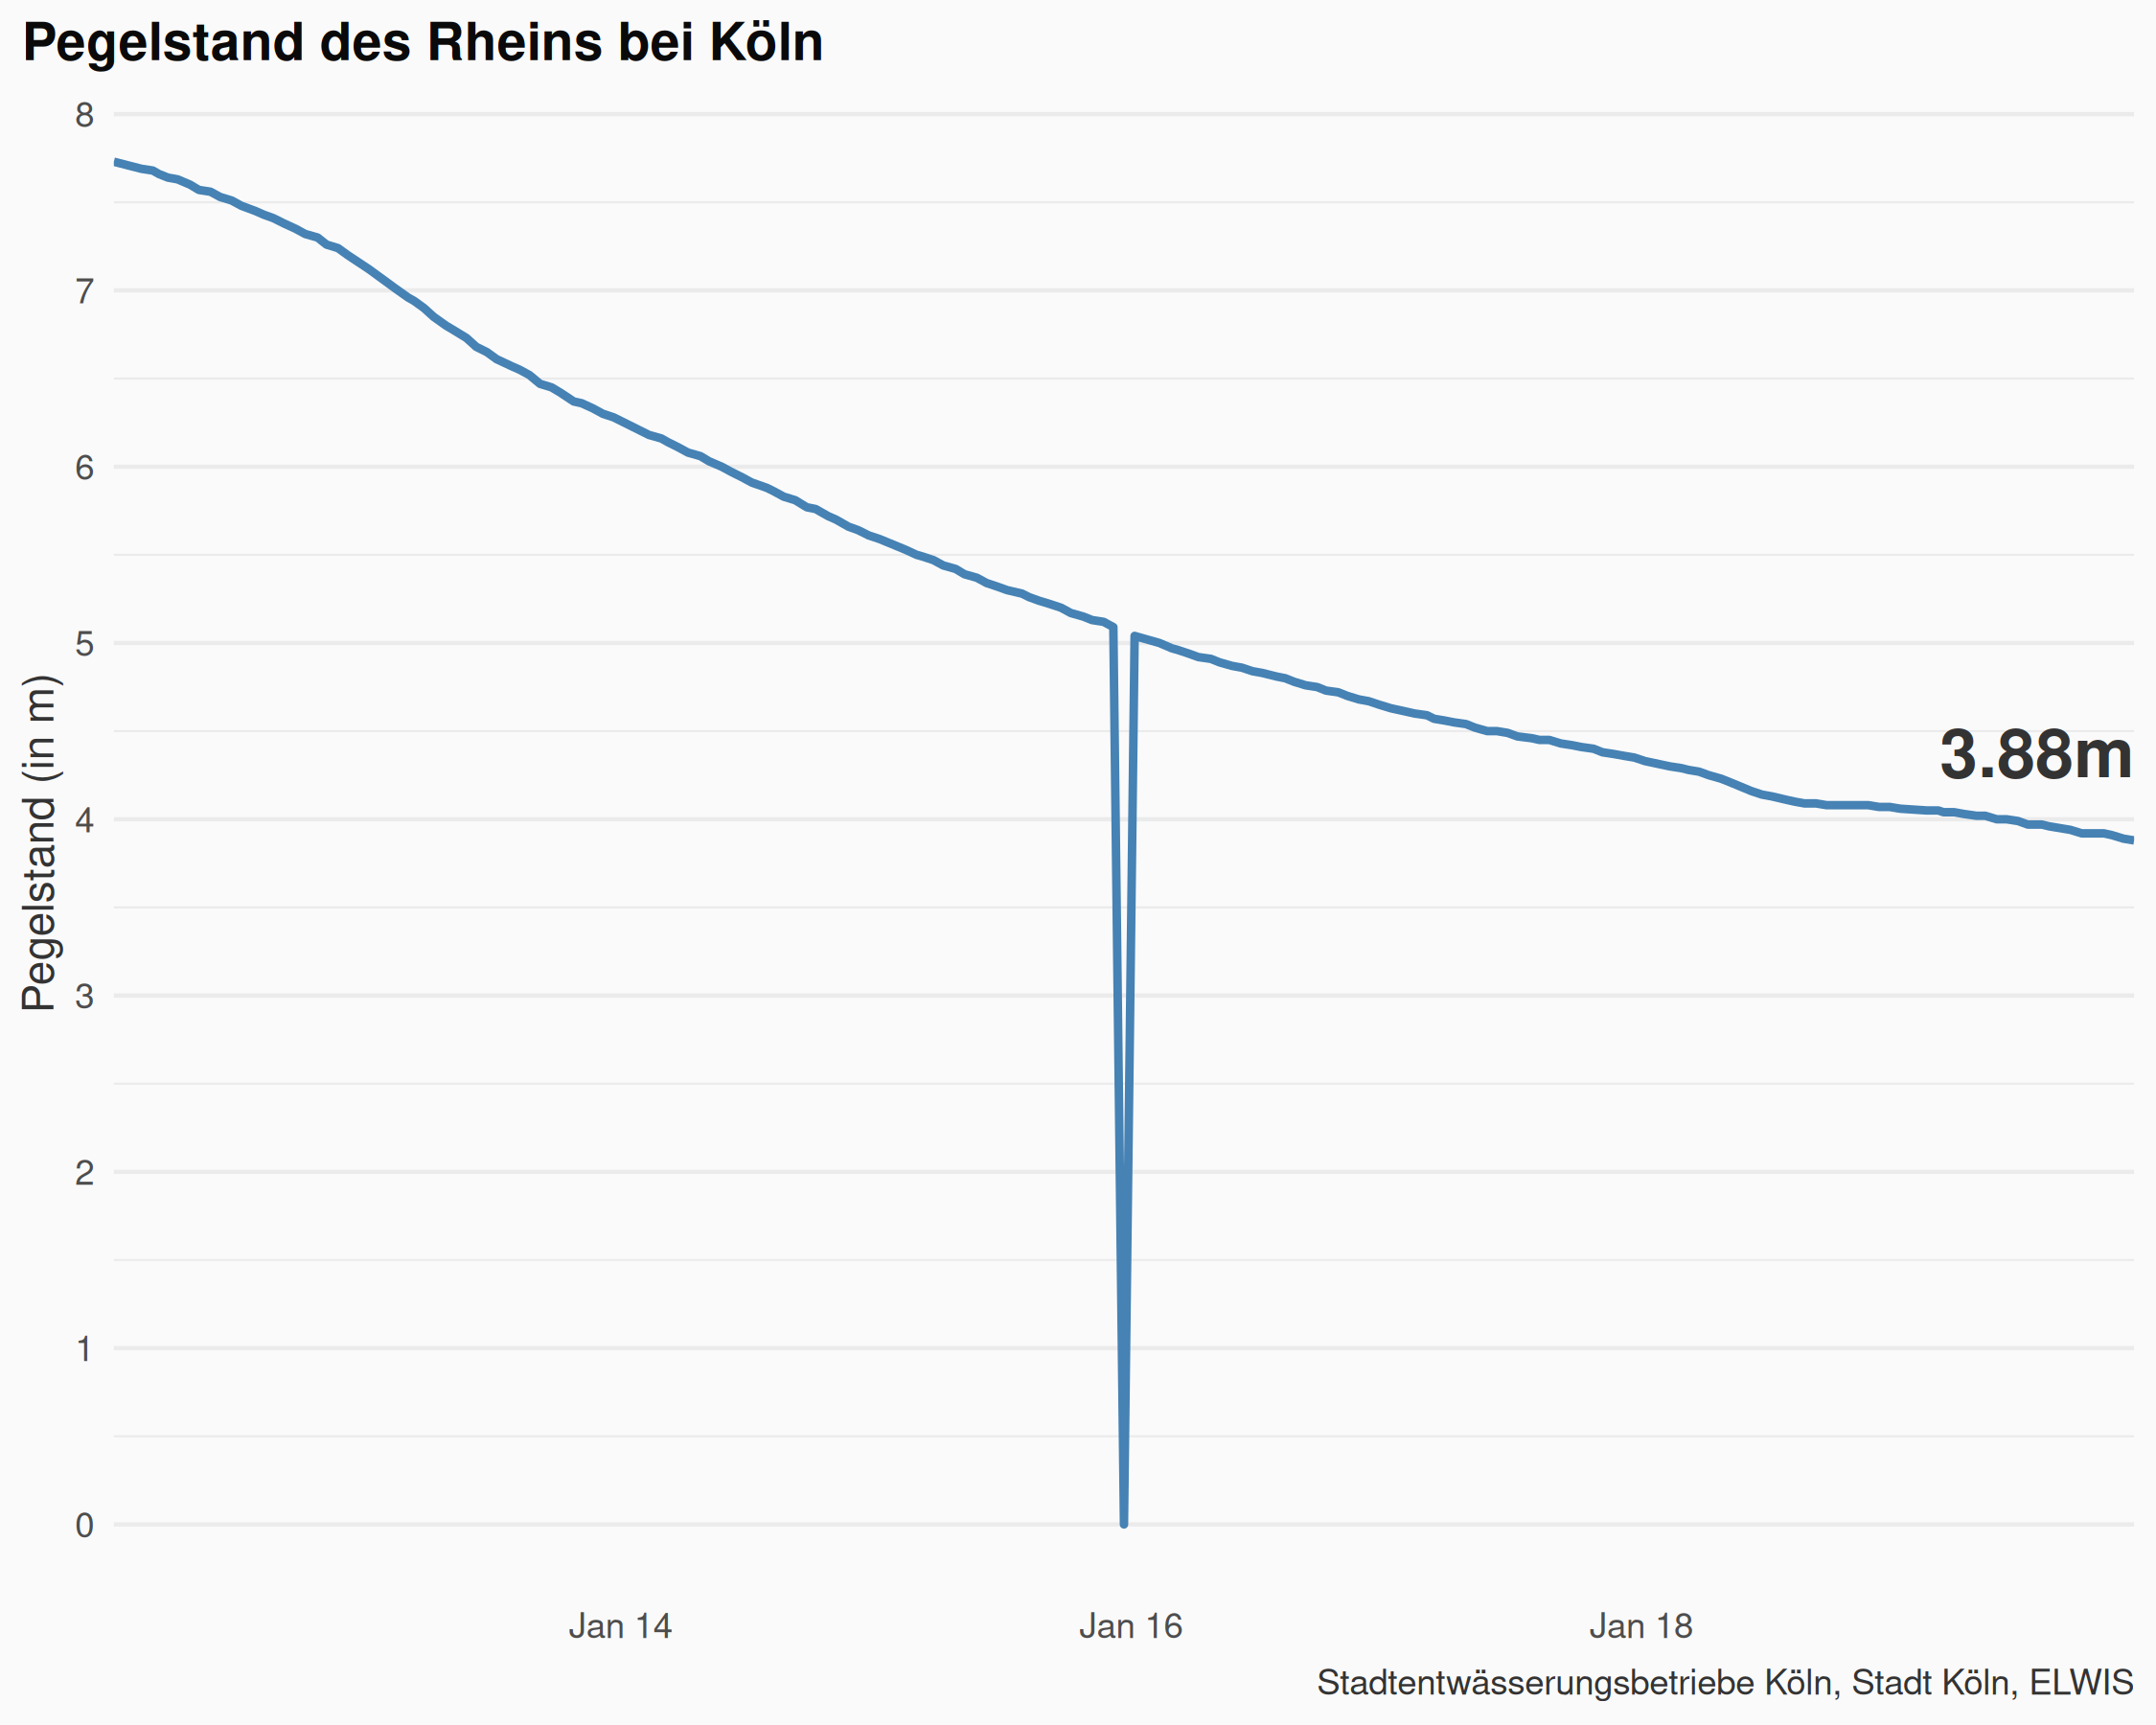 Pegelstand des Rheins bei Köln
8
7
6
5
4
3
2
1
0
Pegelstand (in m)
3.88m
Jan 14
Jan 16
Jan 18
Stadtentwässerungsbetriebe Köln, Stadt Köln, ELWIS